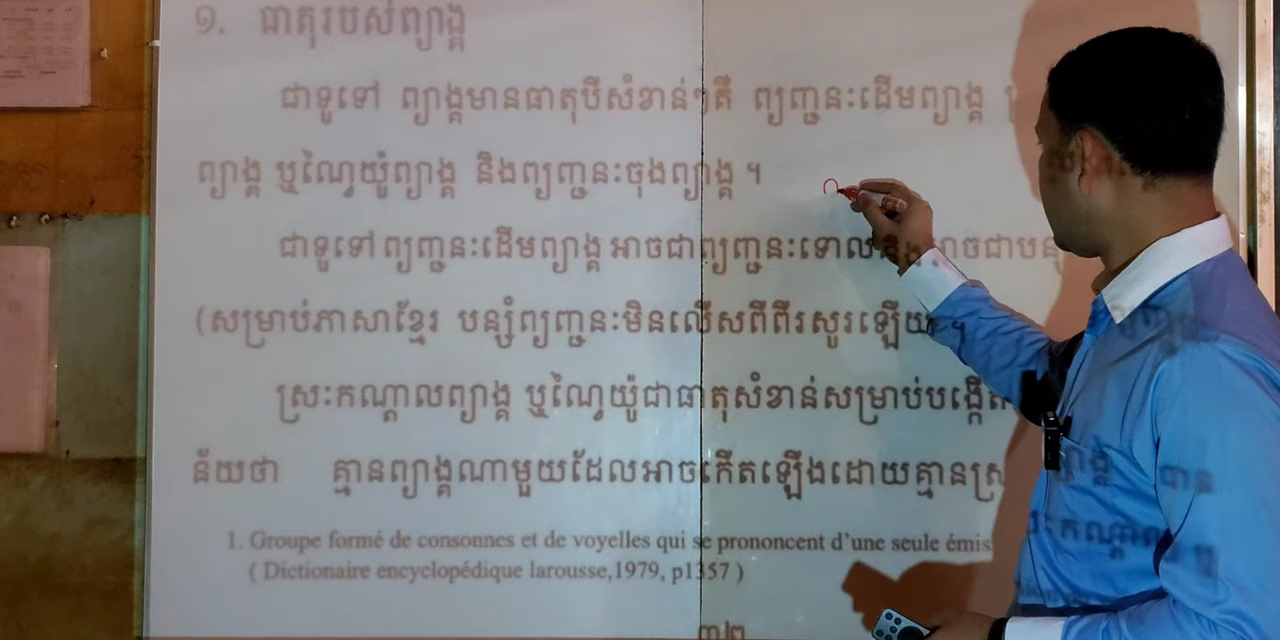 ១. ធាតុរបស់ព្យាង្គ
ជាទូទៅ ព្យាង្គមានធាតុបីសំខាន់ៗគឺ ព្យញ្ជនៈដើមព្យាង្គ
ព្យាង្គ ឬណៃយ៉ូព្យាង្គ និងព្យញ្ជនៈចុងព្យាង្គ ។
ជាទូទៅ ព្យញ្ជនៈដើមព្យាង្គ អាចជាព្យញ្ជនៈទោល និងអាចជាបន្សំ
(សម្រាប់ភាសាខ្មែរ បន្សំព្យញ្ជនៈមិនលើសពីពីរសូរឡើយ ។
ស្រៈកណ្ដាលព្យាង្គ ឬណៃយ៉ូជាធាតុសំខាន់សម្រាប់បង្កើត
ន័យថា គ្មានព្យាង្គណាមួយដែលអាចកើតឡើងដោយគ្មានស្រ
1. Groupe formé de consonnes et de voyelles qui se prononcent d’une seule émis
( Dictionaire encyclopédique larousse,1979, p1357 )